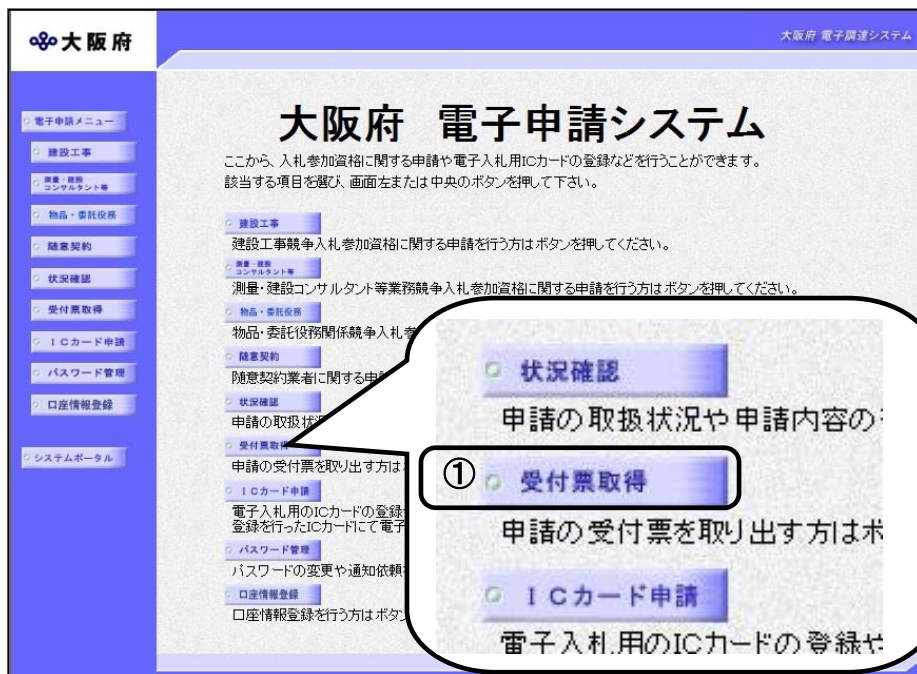 大阪府
大阪府 電子調達システム
電子申請メニュー
建設工事
測量・建設
コンサルタント等
物品・委託役務
随意契約
状況確認
受付票取得
ICカード申請
パスワード管理
口座情報登録
システムポータル
大阪府 電子申請システム
ここから、入札参加資格に関する申請や電子入札用ICカードの登録などを行うことができます。
該当する項目を選び、画面左または中央のボタンを押して下さい。
建設工事
建設工事競争入札参加資格に関する申請を行う方はボタンを押してください。
測量・建設
コンサルタント等
測量・建設コンサルタント等業務競争入札参加資格に関する申請を行う方はボタンを押してください。
物品・委託役務
物品・委託役務関係競争入札参
随意契約
随意契約業者に関する申
状況確認
申請の取扱状
受付票取
申請の受付票を取り出す方は
ICカード申請
電子入札用のICカードの登録
登録を行ったICカードにて電子
パスワード管理
パスワードの変更や通知依頼
口座情報登録
口座情報登録を行う方はボタ
状況確認
申請の取扱状況や申請内容の
① 受付票取得
申請の受付票を取り出す方はボ
ICカード申請
電子入札用のICカードの登録や